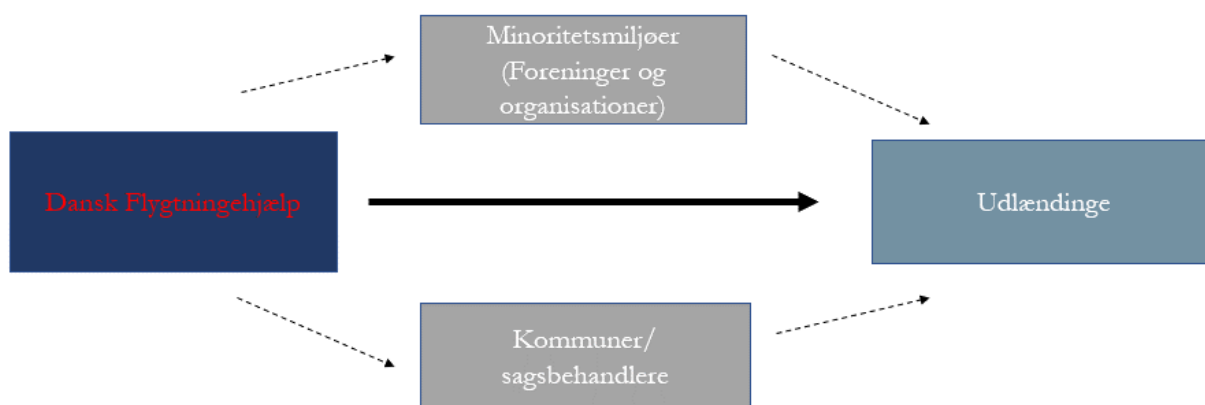 Minoritetsmiljøer
(Foreninger og
organisationer)
Dansk Flygtningehjælp
Udlændinge
Kommuner/
sagsbehandlere